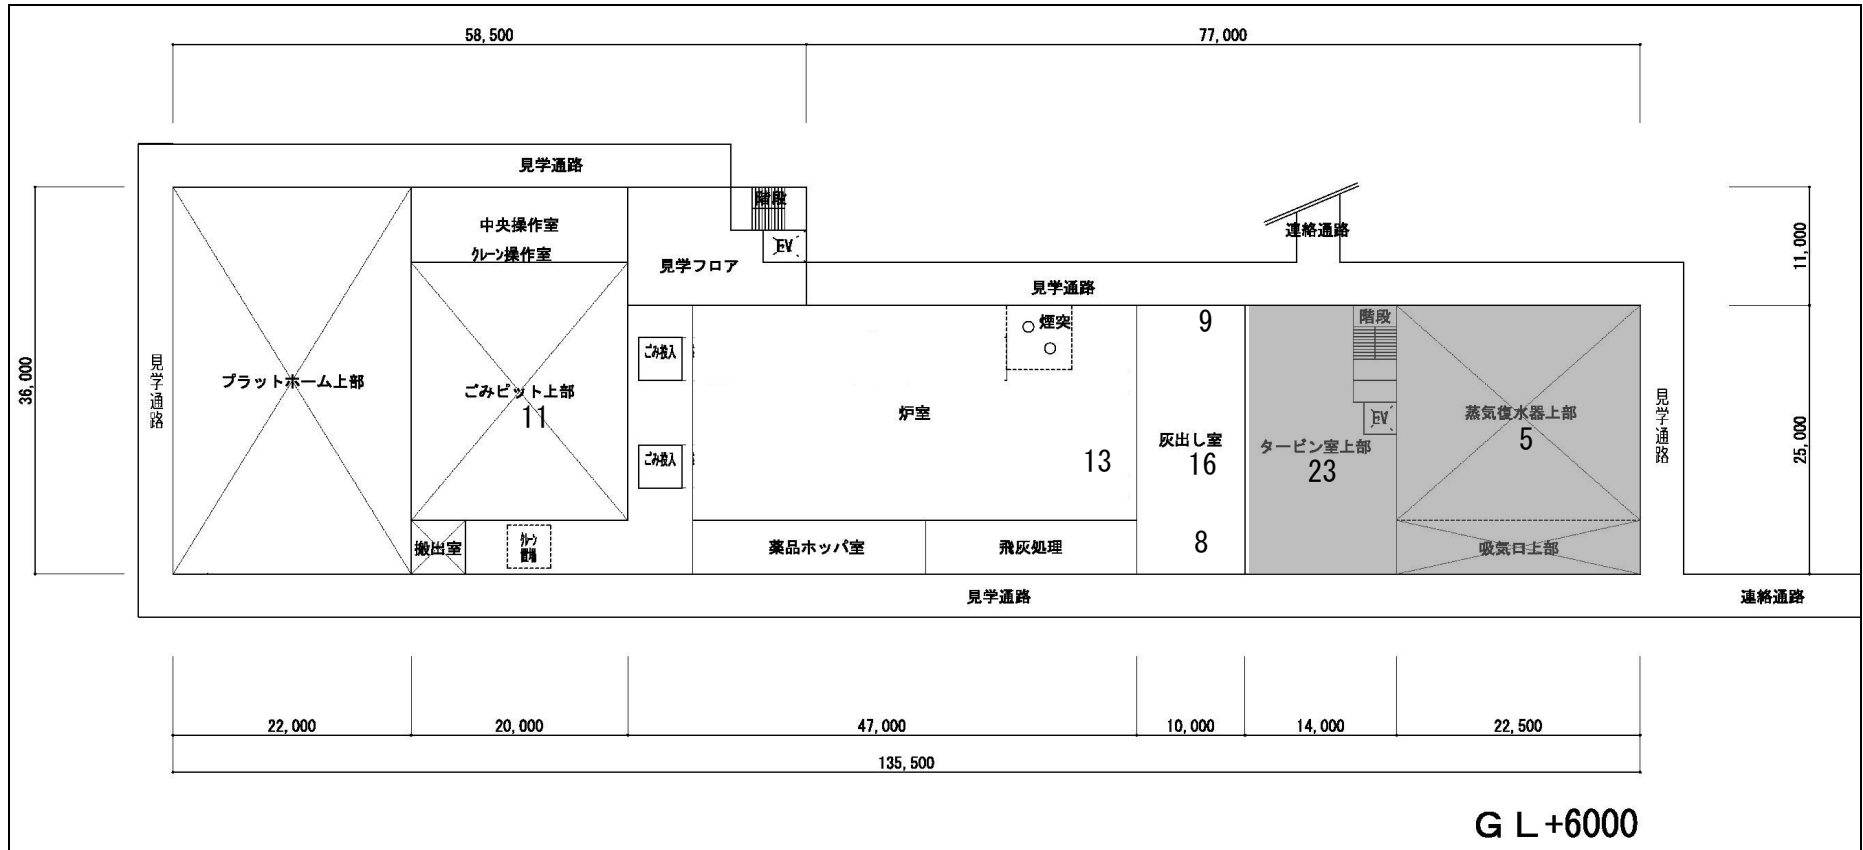 58,500
77,000
見学通路
階段
中央操作室
EV
連絡通路
クレーン操作室
見学フロア
見学通路
11,000
36,000
見学通路
プラットホーム上部
ごみピット上部
11
ごみ投入
ごみ投入
煙突
炉室
13
9
灰出し室
16
8
階段
EV
タービン室上部
23
蒸気復水器上部
5
見学通路
25,000
搬出室
クレーン
薬品ホッパ室
飛灰処理
吸気口上部
見学通路
連絡通路
22,000
20,000
47,000
10,000
14,000
22,500
135,500
GL+6000